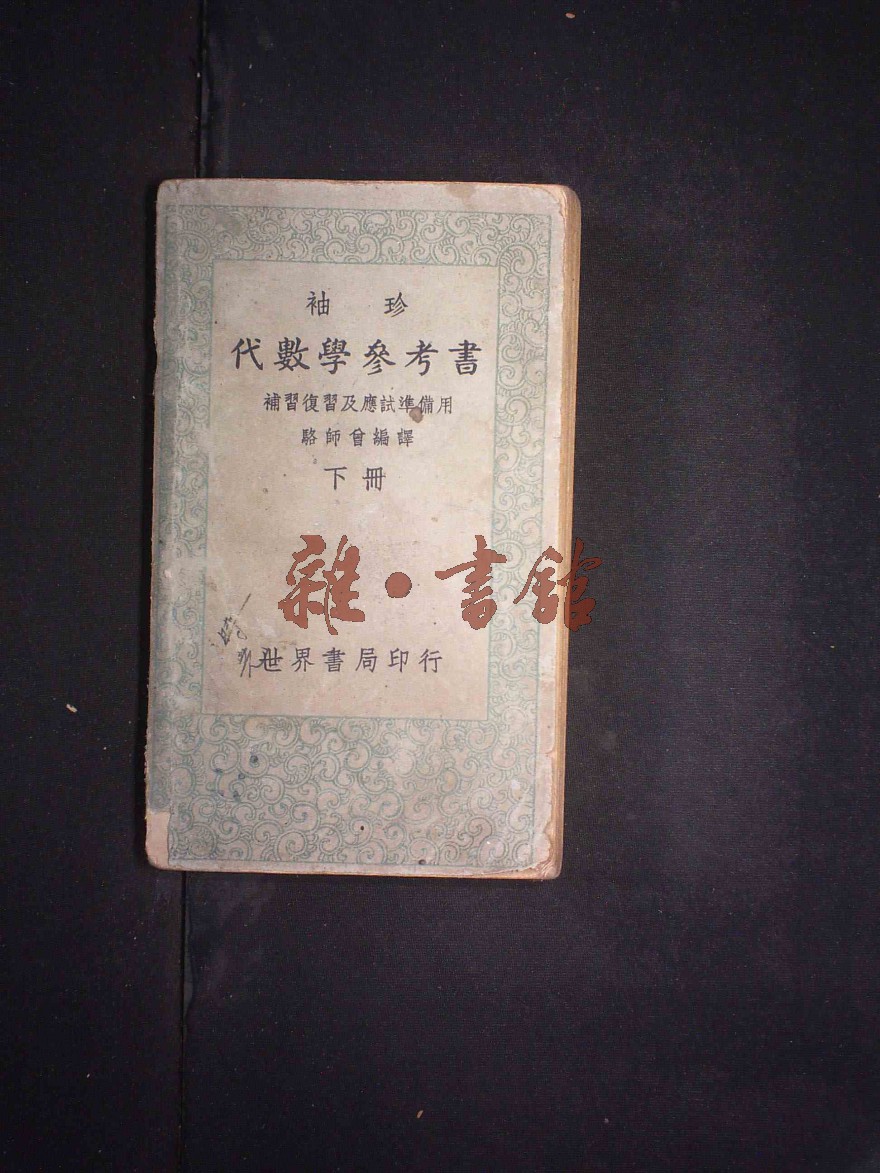 袖珍
代數學參考書
補習復習及應試準備用
駱師曾編譯
下冊
雜·書館
世界書局印行